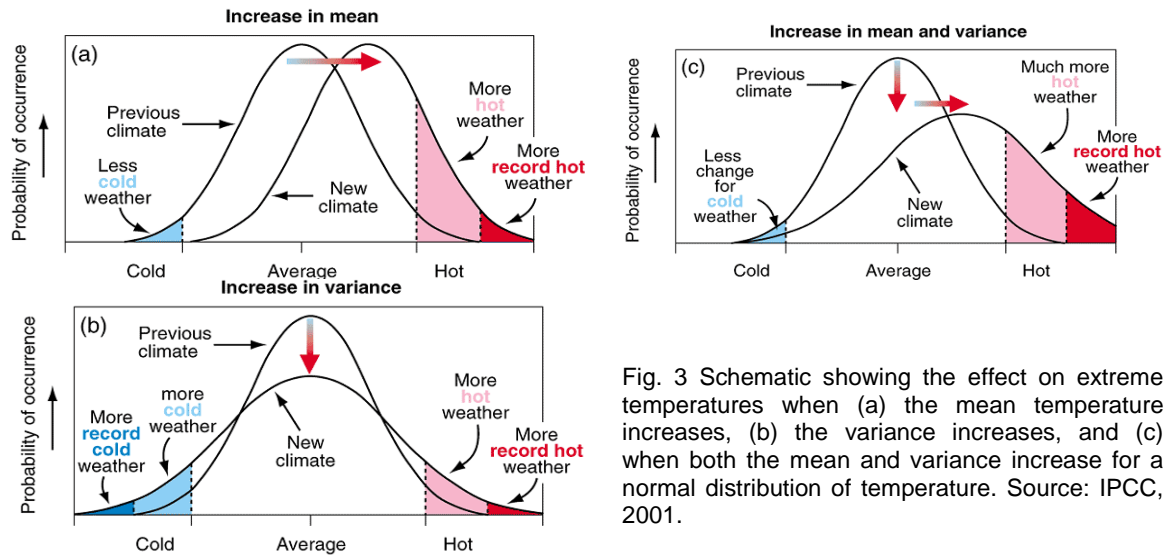 Increase in mean
(a)
Probability of occurrence
Previous
climate
Less
cold
weather
New
climate
More
hot
weather
More
record hot
weather
Cold
Average
Hot
Increase in variance
(b)
Probability of occurrence
Previous
climate
More
record
cold
weather
more
cold
weather
New
climate
More
hot
weather
More
record hot
weather
Cold
Average
Hot
Increase in mean and variance
(c)
Probability of occurrence
Previous
climate
Less
change
for
cold
weather
New
climate
Much more
hot
weather
More
record hot
weather
Cold
Average
Hot
Fig. 3 Schematic showing the effect on extreme
temperatures when (a) the mean temperature
increases, (b) the variance increases, and (c)
when both the mean and variance increase for a
normal distribution of temperature. Source: IPCC,
2001.